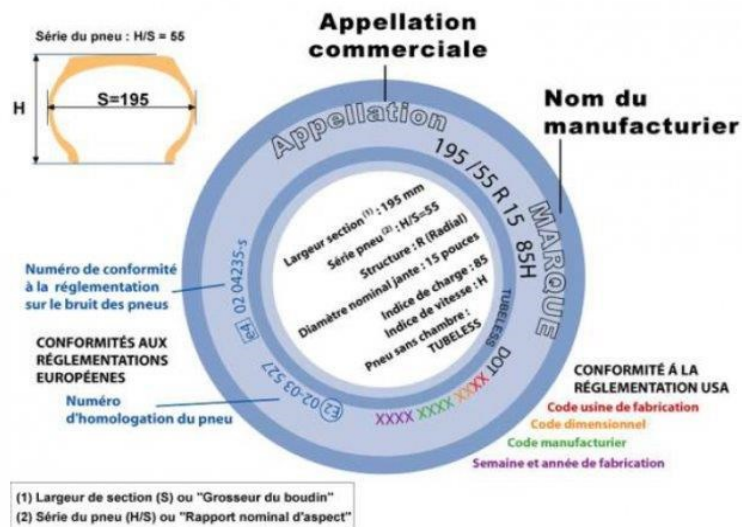 Série du pneu : H/S = 55
H
S=195
Appellation
commerciale
Nom du
manufacturier
Appellation
195 /55 R 15 85H
MARQUE
Largeur section (1) : 195 mm
Série pneu (2) : H/S=55
Structure : R (Radial)
Diamètre nominal jante : 15 pouces
Indice de charge : 85
Indice de vitesse : H
Pneu sans chambre :
TUBELESS
TUBELESS
DOT
XX XX XXXX XXXX
e4 02 04235-s
E2 02-03 527
Numéro de conformité
à la réglementation
sur le bruit des pneus
CONFORMITÉS AUX
RÉGLEMENTATIONS
EUROPÉENES
Numéro
d'homologation du pneu
CONFORMITÉ Á LA
RÉGLEMENTATION USA
Code usine de fabrication
Code dimensionnel
Code manufacturier
Semaine et année de fabrication
(1) Largeur de section (S) ou "Grosseur du boudin"
(2) Série du pneu (H/S) ou "Rapport nominal d'aspect"